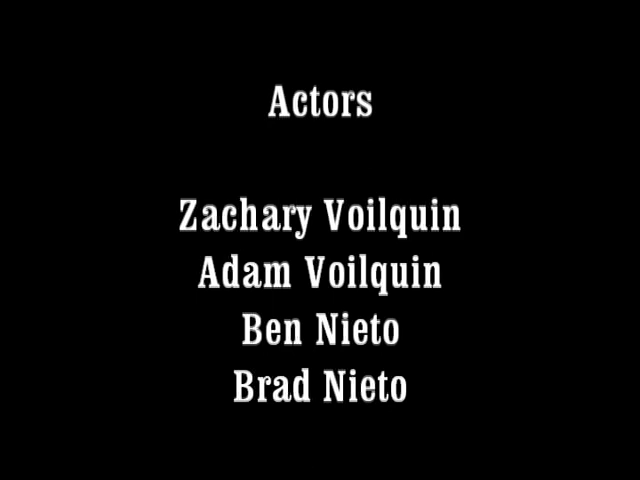 Actors
Zachary Voilquin
Adam Voilquin
Ben Nieto
Brad Nieto